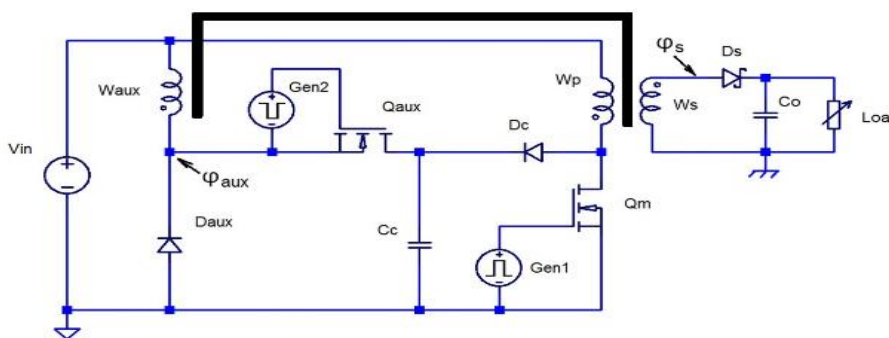 φs
Ds
Waux
Gen2
Wp
Qaux
Ws
Co
Loa
Dc
Vin
φaux
Qm
Daux
Cc
Gen1